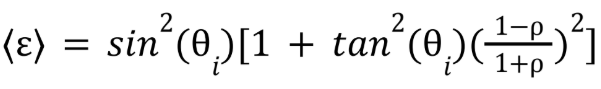 ⟨ε⟩ = sin²(θᵢ)[1 + tan²(θᵢ)((1−ρ)/(1+ρ))²]